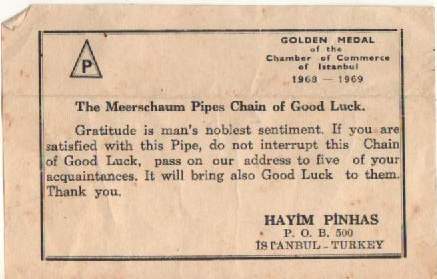 P
GOLDEN MEDAL
of the
Chamber of Commerce
of Istanbul
1968 — 1969
The Meerschaum Pipes Chain of Good Luck.
Gratitude is man's noblest sentiment. If you are
satisfied with this Pipe, do not interrupt this Chain
of Good Luck, pass on our address to five of your
acquaintances. It will bring also Good Luck to them.
Thank you.
HAYİM PİNHAS
P. O. B. 500
İSTANBUL - TURKEY